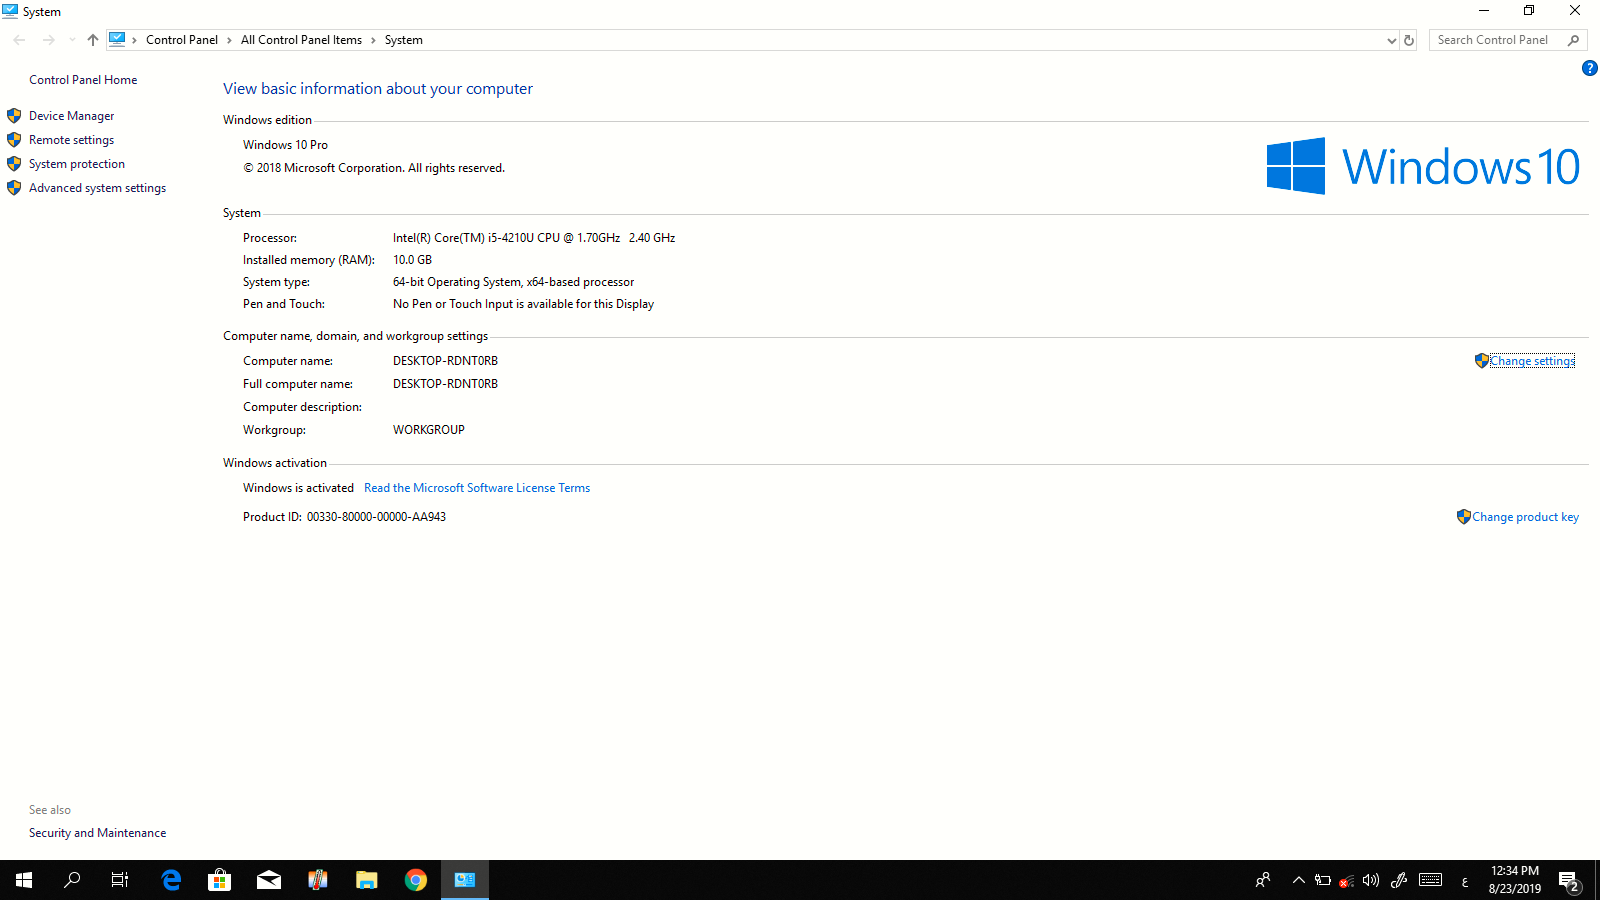 System
Control Panel > All Control Panel Items > System
Search Control Panel
Control Panel Home
Device Manager
Remote settings
System protection
Advanced system settings
View basic information about your computer
Windows edition
Windows 10 Pro
© 2018 Microsoft Corporation. All rights reserved.
Windows 10
System
Processor: Intel(R) Core(TM) i5-4210U CPU @ 1.70GHz 2.40 GHz
Installed memory (RAM): 10.0 GB
System type: 64-bit Operating System, x64-based processor
Pen and Touch: No Pen or Touch Input is available for this Display
Computer name, domain, and workgroup settings
Computer name: DESKTOP-RDNT0RB
Change settings
Full computer name: DESKTOP-RDNT0RB
Computer description:
Workgroup: WORKGROUP
Windows activation
Windows is activated Read the Microsoft Software License Terms
Product ID: 00330-80000-00000-AA943
Change product key
See also
Security and Maintenance
ع
12:34 PM
8/23/2019
2